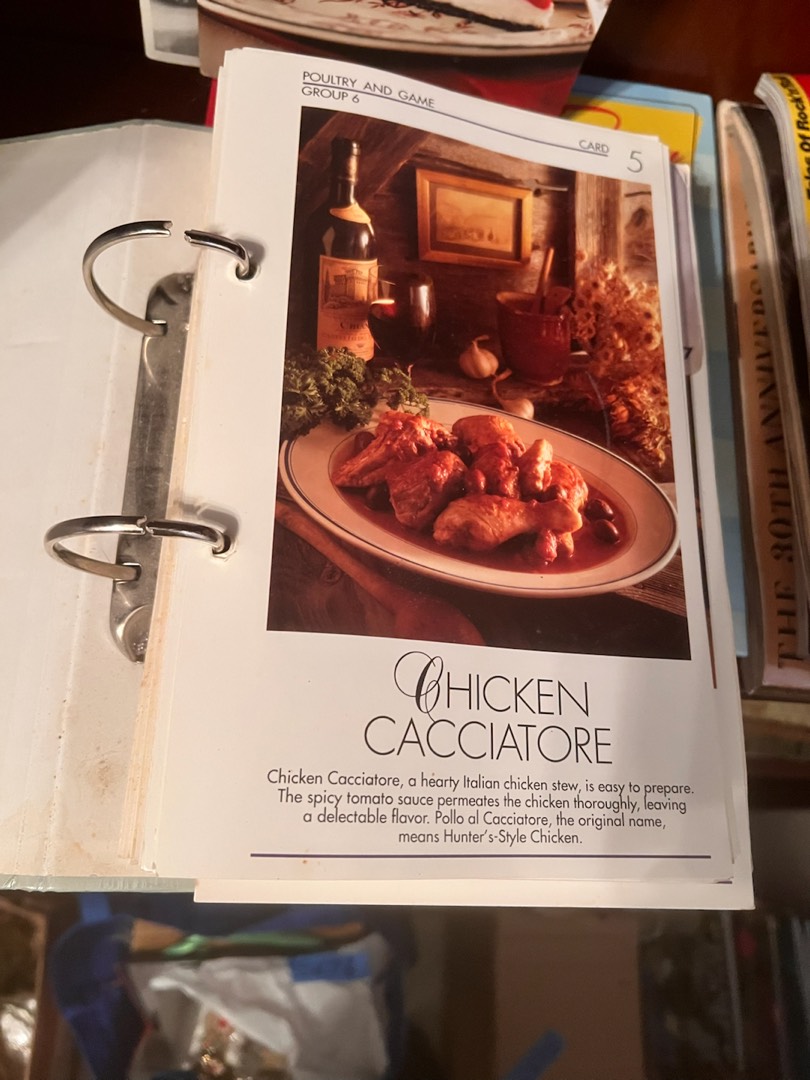 POULTRY AND GAME
GROUP 6
CARD 5
CHICKEN
CACCIATORE
Chicken Cacciatore, a hearty Italian chicken stew, is easy to prepare.
The spicy tomato sauce permeates the chicken thoroughly, leaving
a delectable flavor. Pollo al Cacciatore, the original name,
means Hunter's-Style Chicken.
THE 30TH ANNIVERSARY
Of Rock